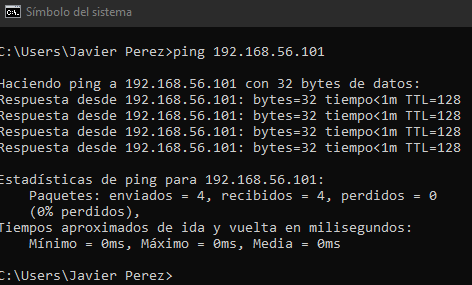 Símbolo del sistema
C:\Users\Javier Perez>ping 192.168.56.101
Haciendo ping a 192.168.56.101 con 32 bytes de datos:
Respuesta desde 192.168.56.101: bytes=32 tiempo<1m TTL=128
Respuesta desde 192.168.56.101: bytes=32 tiempo<1m TTL=128
Respuesta desde 192.168.56.101: bytes=32 tiempo<1m TTL=128
Respuesta desde 192.168.56.101: bytes=32 tiempo<1m TTL=128
Estadísticas de ping para 192.168.56.101:
    Paquetes: enviados = 4, recibidos = 4, perdidos = 0
    (0% perdidos),
Tiempos aproximados de ida y vuelta en milisegundos:
    Mínimo = 0ms, Máximo = 0ms, Media = 0ms
C:\Users\Javier Perez>